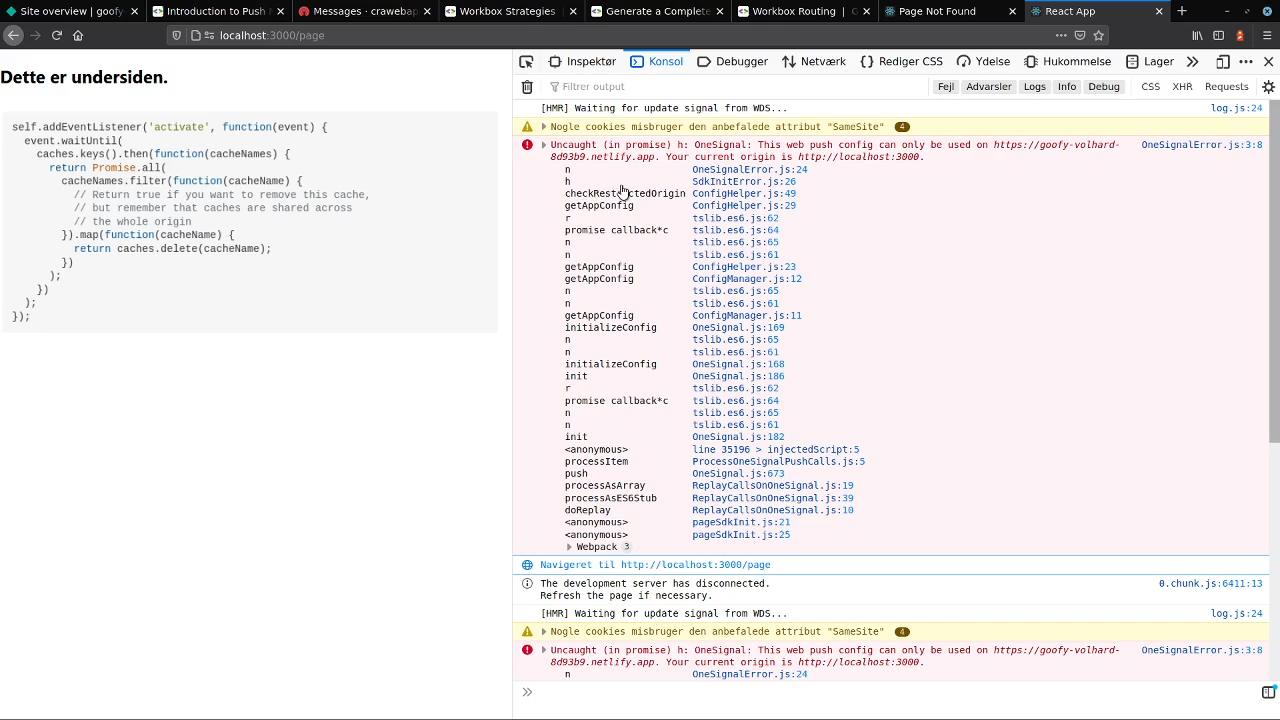 Site overview | goofy
Introduction to Push N
Messages · crawebap
Workbox Strategies
Generate a Complete
Workbox Routing | G
Page Not Found
React App
localhost:3000/page
Dette er undersiden.
self.addEventListener('activate', function(event) {
event.waitUntil(
caches.keys().then(function(cacheNames) {
return Promise.all(
cacheNames.filter(function(cacheName) {
// Return true if you want to remove this cache,
// but remember that caches are shared across
// the whole origin
}).map(function(cacheName) {
return caches.delete(cacheName);
})
);
})
);
});
Inspektør Konsol Debugger Netværk Rediger CSS Ydelse Hukommelse Lager
Filtrer output Fejl Advarsler Logs Info Debug CSS XHR Requests
[HMR] Waiting for update signal from WDS... log.js:24
Nogle cookies misbruger den anbefalede attribut "SameSite" 4
Uncaught (in promise) h: OneSignal: This web push config can only be used on https://goofy-volhard- OneSignalError.js:3:8
8d93b9.netlify.app. Your current origin is http://localhost:3000.
n OneSignalError.js:24
h SdkInitError.js:26
checkRestrictedOrigin ConfigHelper.js:49
getAppConfig ConfigHelper.js:29
r tslib.es6.js:62
promise callback*c tslib.es6.js:64
n tslib.es6.js:65
n tslib.es6.js:61
getAppConfig ConfigHelper.js:23
getAppConfig ConfigManager.js:12
n tslib.es6.js:65
n tslib.es6.js:61
getAppConfig ConfigManager.js:11
initializeConfig OneSignal.js:169
n tslib.es6.js:65
n tslib.es6.js:61
initializeConfig OneSignal.js:168
init OneSignal.js:186
r tslib.es6.js:62
promise callback*c tslib.es6.js:64
n tslib.es6.js:65
n tslib.es6.js:61
init OneSignal.js:182
<anonymous> line 35196 > injectedScript:5
processItem ProcessOneSignalPushCalls.js:5
push OneSignal.js:673
processAsArray ReplayCallsOnOneSignal.js:19
processAsES6Stub ReplayCallsOnOneSignal.js:39
doReplay ReplayCallsOnOneSignal.js:10
<anonymous> pageSdkInit.js:21
<anonymous> pageSdkInit.js:25
Webpack 3
Navigeret til http://localhost:3000/page
The development server has disconnected. 0.chunk.js:6411:13
Refresh the page if necessary.
[HMR] Waiting for update signal from WDS... log.js:24
Nogle cookies misbruger den anbefalede attribut "SameSite" 4
Uncaught (in promise) h: OneSignal: This web push config can only be used on https://goofy-volhard- OneSignalError.js:3:8
8d93b9.netlify.app. Your current origin is http://localhost:3000.
n OneSignalError.js:24